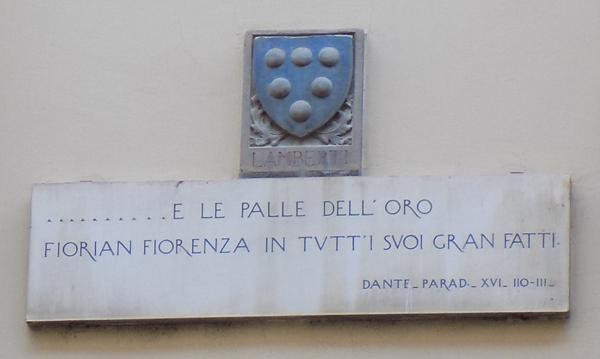 LAMBERTI
..........E LE PALLE DELL'ORO
FIORIAN FIORENZA IN TVTT'I SVOI GRAN FATTI.
DANTE_PARAD._XVI_110-111_